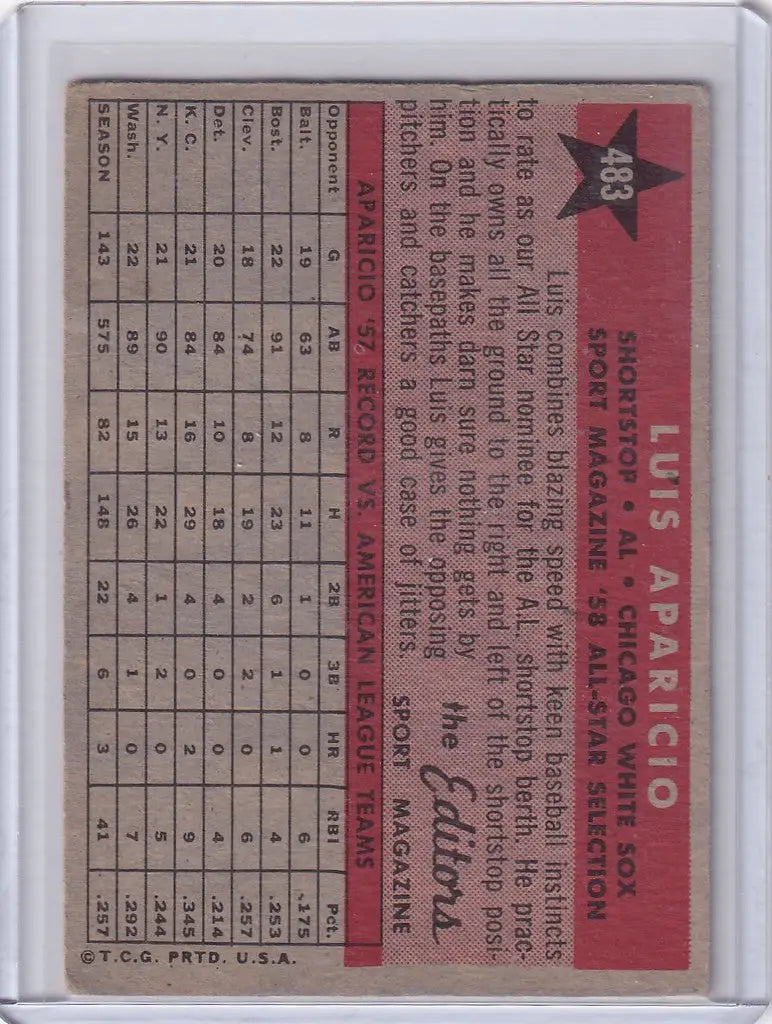 483
LUIS APARICIO
SHORTSTOP • AL • CHICAGO WHITE SOX
SPORT MAGAZINE '58 ALL-STAR SELECTION
Luis combines blazing speed with keen baseball instincts
to rate as our All Star nominee for the A.L. shortstop berth. He prac-
tically owns all the ground to the right and left of the shortstop posi-
tion and he makes darn sure nothing gets by
him. On the basepaths Luis gives the opposing
pitchers and catchers a good case of jitters.
the Editors
SPORT MAGAZINE
APARICIO '57 RECORD VS. AMERICAN LEAGUE TEAMS
Opponent G AB R H 2B 3B HR RBI Pct.
Balt. 19 63 8 11 1 0 0 6 .175
Bost. 22 91 12 23 6 1 1 4 .253
Clev. 18 74 8 19 2 2 0 6 .257
Det. 20 84 10 18 4 0 0 4 .214
K. C. 21 84 16 29 4 0 2 9 .345
N. Y. 21 90 13 22 1 2 0 5 .244
Wash. 22 89 15 26 4 1 0 7 .292
SEASON 143 575 82 148 22 6 3 41 .257
© T.C.G. PRTD. U.S.A.